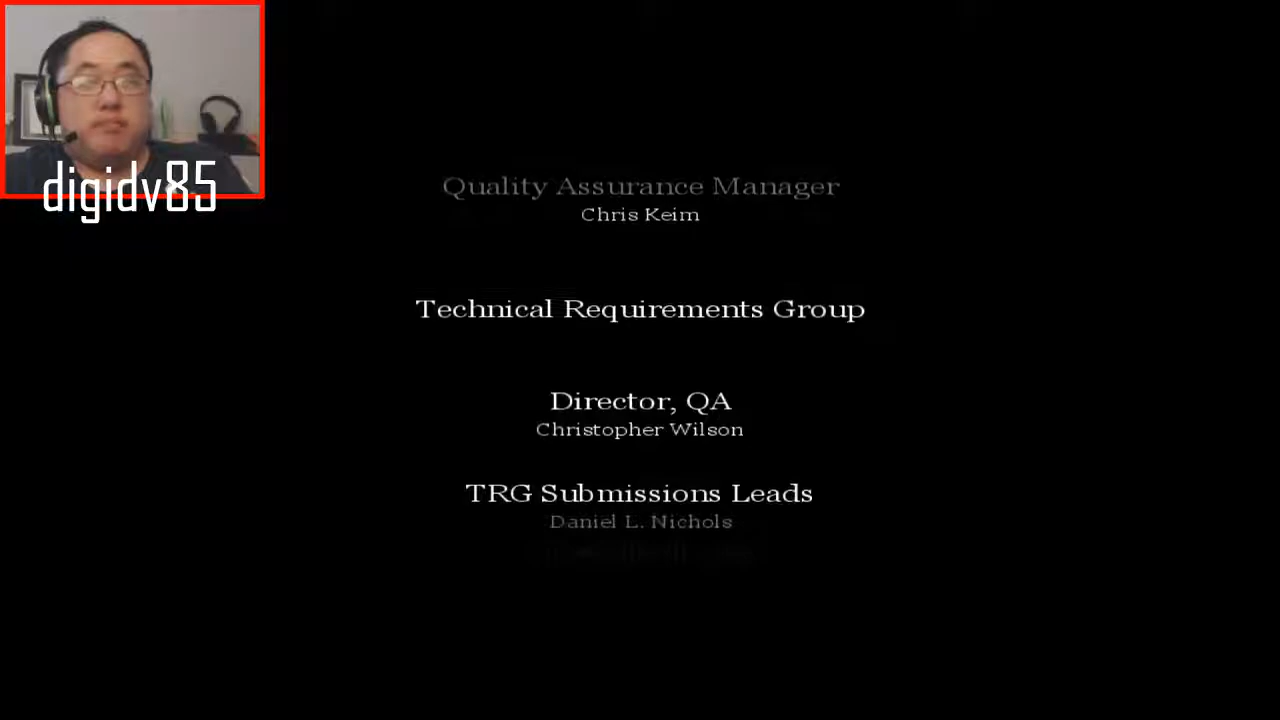 digidv85
Quality Assurance Manager
Chris Keim
Technical Requirements Group
Director, QA
Christopher Wilson
TRG Submissions Leads
Daniel L. Nichols